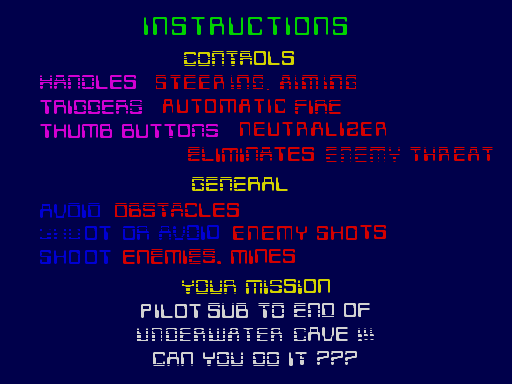 INSTRUCTIONS
CONTROLS
HANDLES STEERING, AIMING
TRIGGERS AUTOMATIC FIRE
THUMB BUTTONS NEUTRALIZER
ELIMINATES ENEMY THREAT
GENERAL
AVOID OBSTACLES
SHOOT OR AVOID ENEMY SHOTS
SHOOT ENEMIES, MINES
YOUR MISSION
PILOT SUB TO END OF
UNDERWATER CAVE !!!
CAN YOU DO IT ???